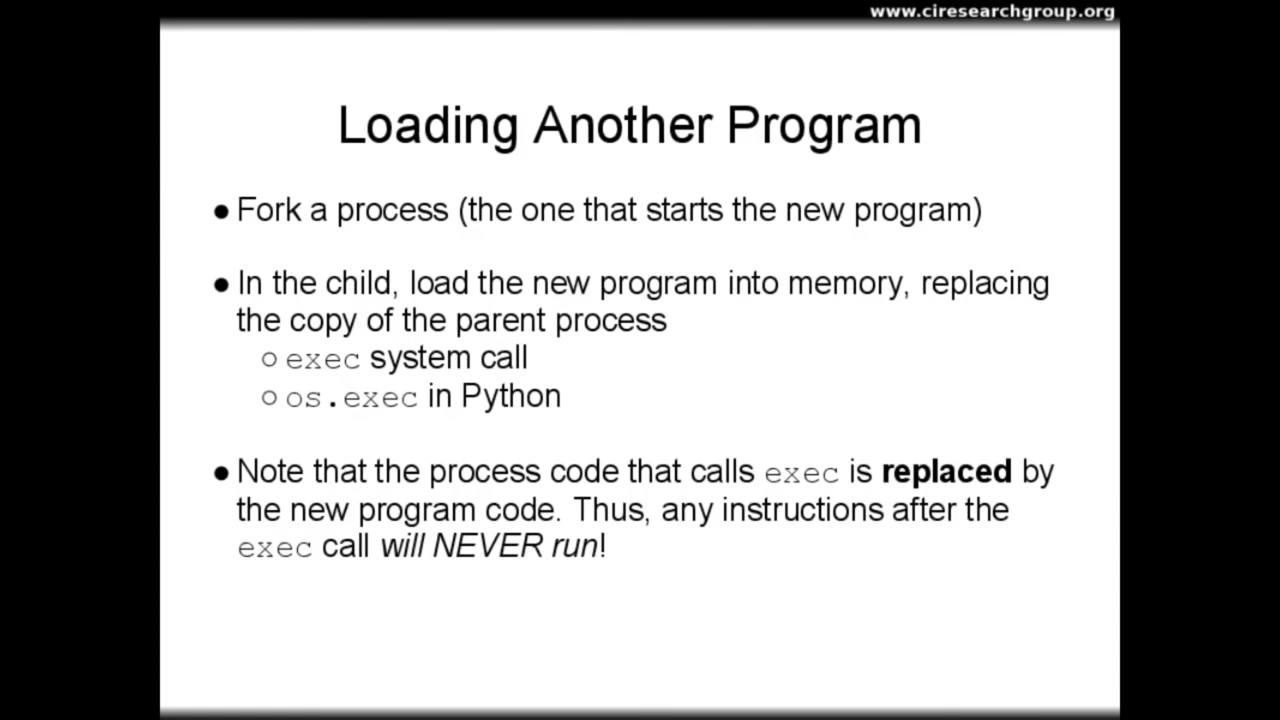 www.ciresearchgroup.org
Loading Another Program
● Fork a process (the one that starts the new program)
● In the child, load the new program into memory, replacing
the copy of the parent process
○ exec system call
○ os.exec in Python
● Note that the process code that calls exec is replaced by
the new program code. Thus, any instructions after the
exec call will NEVER run!